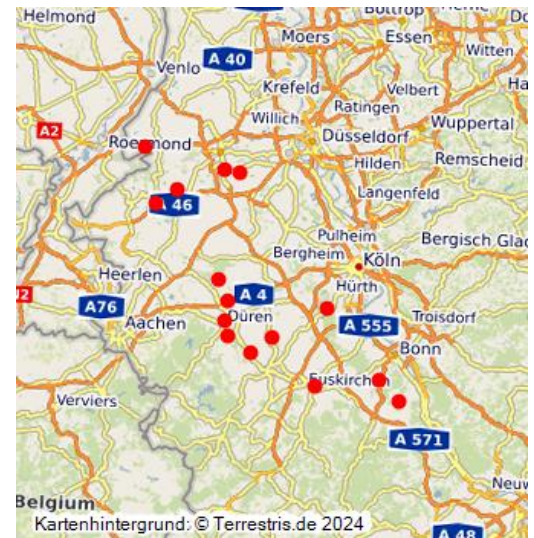 Helmond
Bottrop
Moers
Essen
Witten
A 40
Venlo
Krefeld
Velbert
Ratingen
Willich
Wuppertal
A2
Roermond
Düsseldorf
Hilden
Remscheid
Langenfeld
A 46
Pulheim
Bergisch Glad
Bergheim
Köln
Heerlen
Hürth
A 4
A76
Düren
Troisdorf
A 555
Aachen
Bonn
Euskirchen
Verviers
A 571
Neuw
Belgium
Kartenhintergrund: © Terrestris.de 2024
A 48